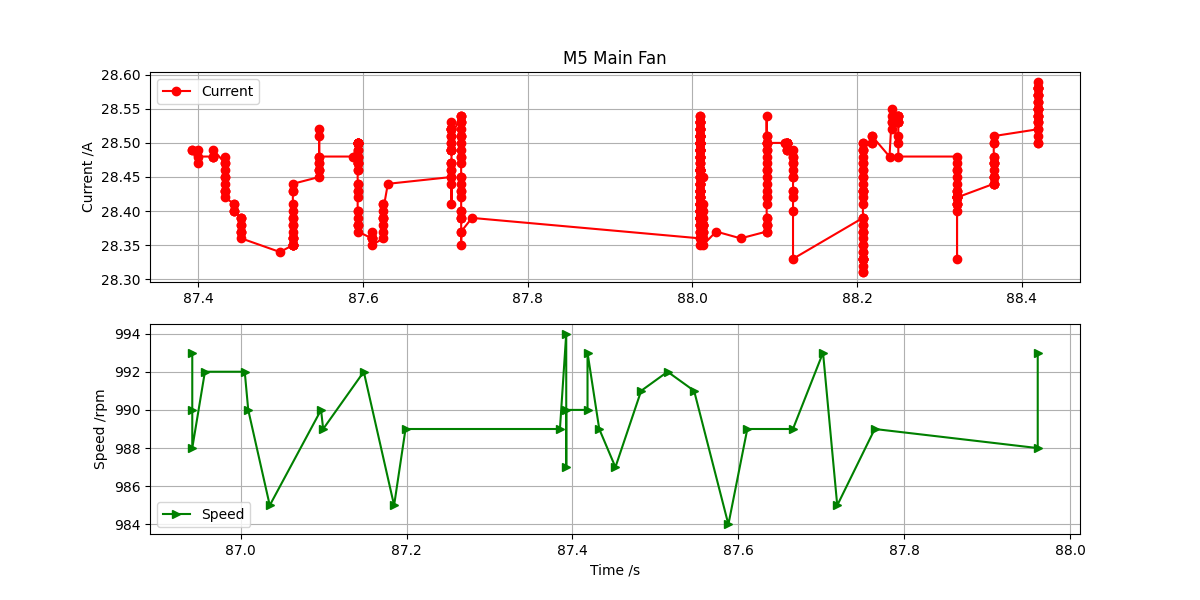 M5 Main Fan
28.60
28.55
28.50
28.45
28.40
28.35
28.30
Current /A
Current
87.4 87.6 87.8 88.0 88.2 88.4
994
992
990
988
986
984
Speed /rpm
Speed
87.0 87.2 87.4 87.6 87.8 88.0
Time /s